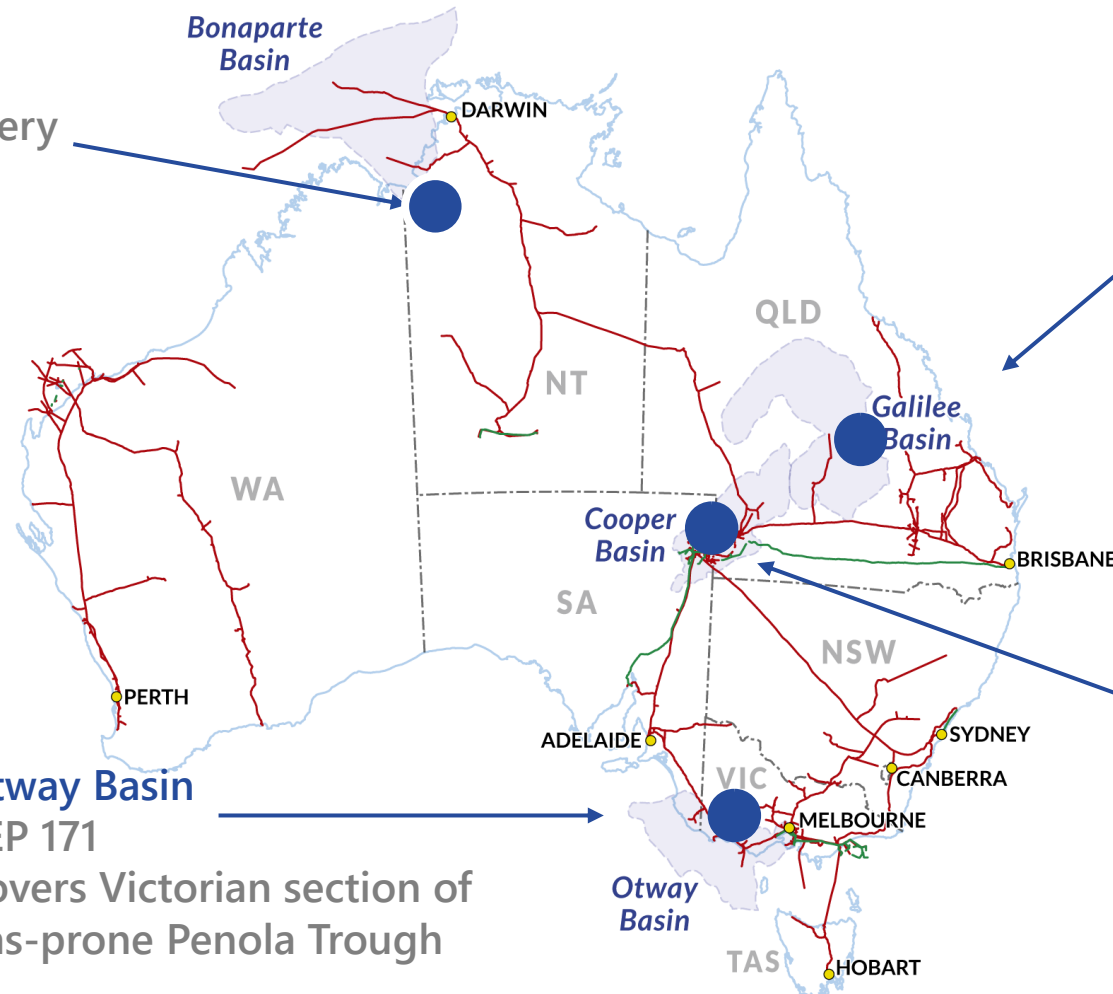 Bonaparte
Basin
DARWIN
ery
QLD
NT
Galilee
Basin
WA
Cooper
Basin
BRISBANE
SA
NSW
PERTH
ADELAIDE
SYDNEY
tway Basin
VIC
CANBERRA
EP 171
MELBOURNE
overs Victorian section of
Otway
Basin
as-prone Penola Trough
TAS
HOBART